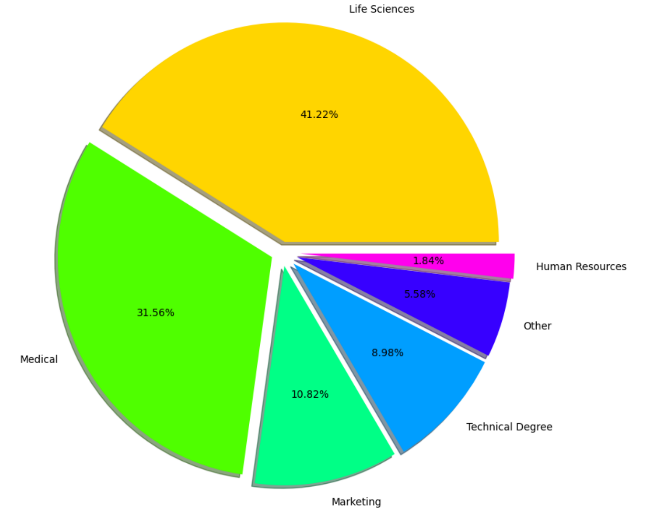 Life Sciences
41.22%
Human Resources
1.84%
5.58%
Other
31.56%
8.98%
Medical
10.82%
Technical Degree
Marketing